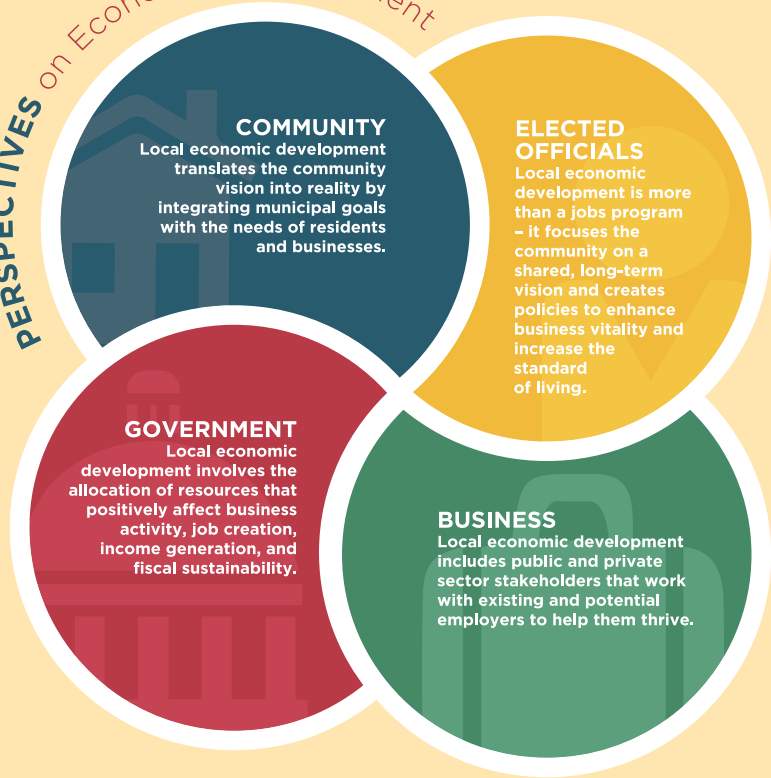 PERSPECTIVES on
COMMUNITY
Local economic development
translates the community
vision into reality by
integrating municipal goals
with the needs of residents
and businesses.
ELECTED
OFFICIALS
Local economic
development is more
than a jobs program
– it focuses the
community on a
shared, long-term
vision and creates
policies to enhance
business vitality and
increase the
standard
of living.
GOVERNMENT
Local economic
development involves the
allocation of resources that
positively affect business
activity, job creation,
income generation, and
fiscal sustainability.
BUSINESS
Local economic development
includes public and private
sector stakeholders that work
with existing and potential
employers to help them thrive.